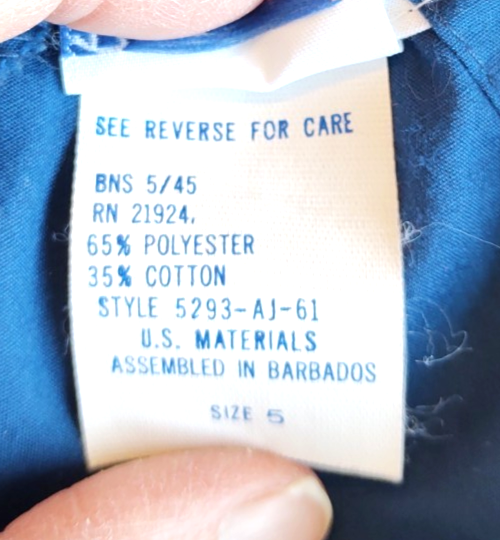 SEE REVERSE FOR CARE
BNS 5/45
RN 21924,
65% POLYESTER
35% COTTON
STYLE 5293-AJ-61
U.S. MATERIALS
ASSEMBLED IN BARBADOS
SIZE 5